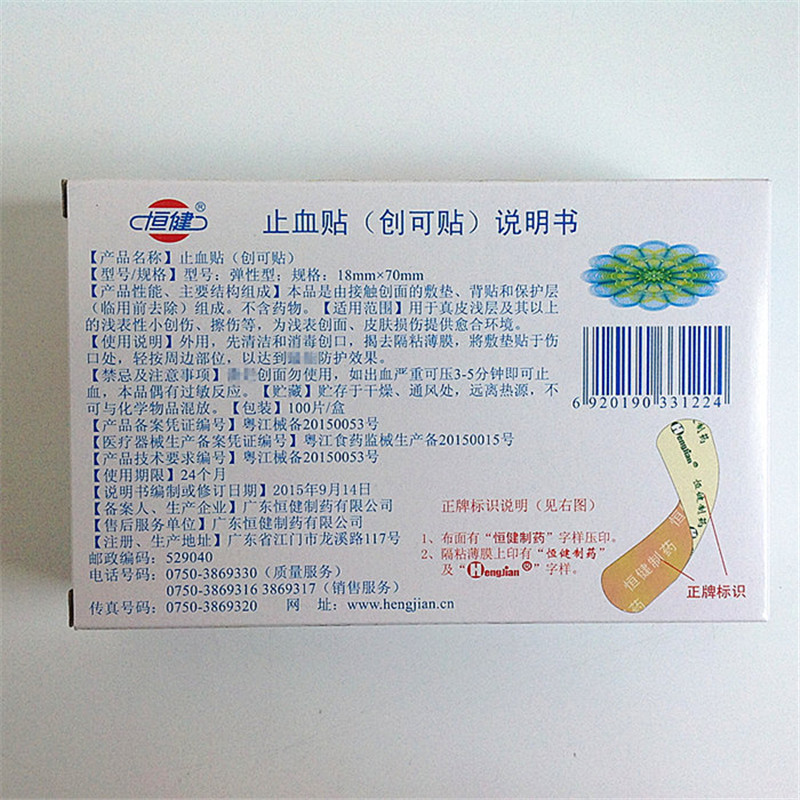 恒健®
止血贴（创可贴）说明书
【产品名称】止血贴（创可贴）
【型号/规格】型号：弹性型；规格：18mm×70mm
【产品性能、主要结构组成】本品是由接触创面的敷垫、背贴和保护层
（临用前去除）组成。不含药物。【适用范围】用于真皮浅层及其以上
的浅表性小创伤、擦伤等，为浅表创面、皮肤损伤提供愈合环境。
【使用说明】外用，先清洁和消毒创口，揭去隔粘薄膜，将敷垫贴于伤
口处，轻按周边部位，以达到防护效果。
【禁忌及注意事项】创面勿使用，如出血严重可压3-5分钟即可止
血，本品偶有过敏反应。【贮藏】贮存于干燥、通风处，远离热源，不
可与化学物品混放。【包装】100片/盒
【产品备案凭证编号】粤江械备20150053号
【医疗器械生产备案凭证编号】粤江食药监械生产备20150015号
【产品技术要求编号】粤江械备20150053号
【使用期限】24个月
【说明书编制或修订日期】2015年9月14日
【备案人、生产企业】广东恒健制药有限公司
【售后服务单位】广东恒健制药有限公司
【注册、生产地址】广东省江门市龙溪路117号
邮政编码：529040
电话号码：0750-3869330（质量服务）
0750-3869316 3869317（销售服务）
传真号码：0750-3869320 网 址：www.hengjian.cn
6 920190 331224
正牌标识说明（见右图）
1、布面有“恒健制药”字样压印。
2、隔粘薄膜上印有“恒健制药”
及“Hengjian®”字样。
制药
Hengjian®
恒健制药
恒健
恒健制药
药
正牌标识